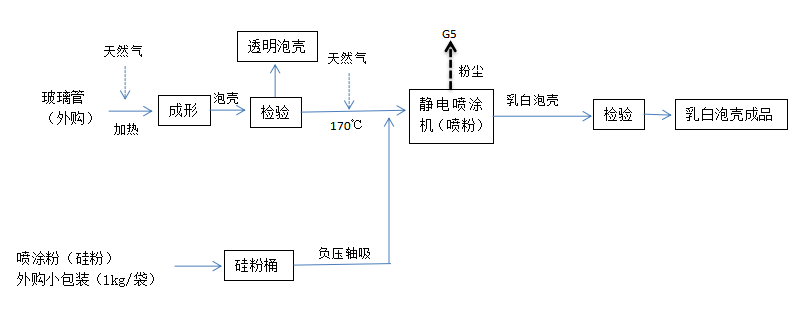 G5
天然气
透明泡壳
天然气
粉尘
玻璃管
（外购）
加热
成形
泡壳
检验
170℃
静电喷涂
机（喷粉）
乳白泡壳
检验
乳白泡壳成品
喷涂粉（硅粉）
外购小包装（1kg/袋）
硅粉桶
负压轴吸